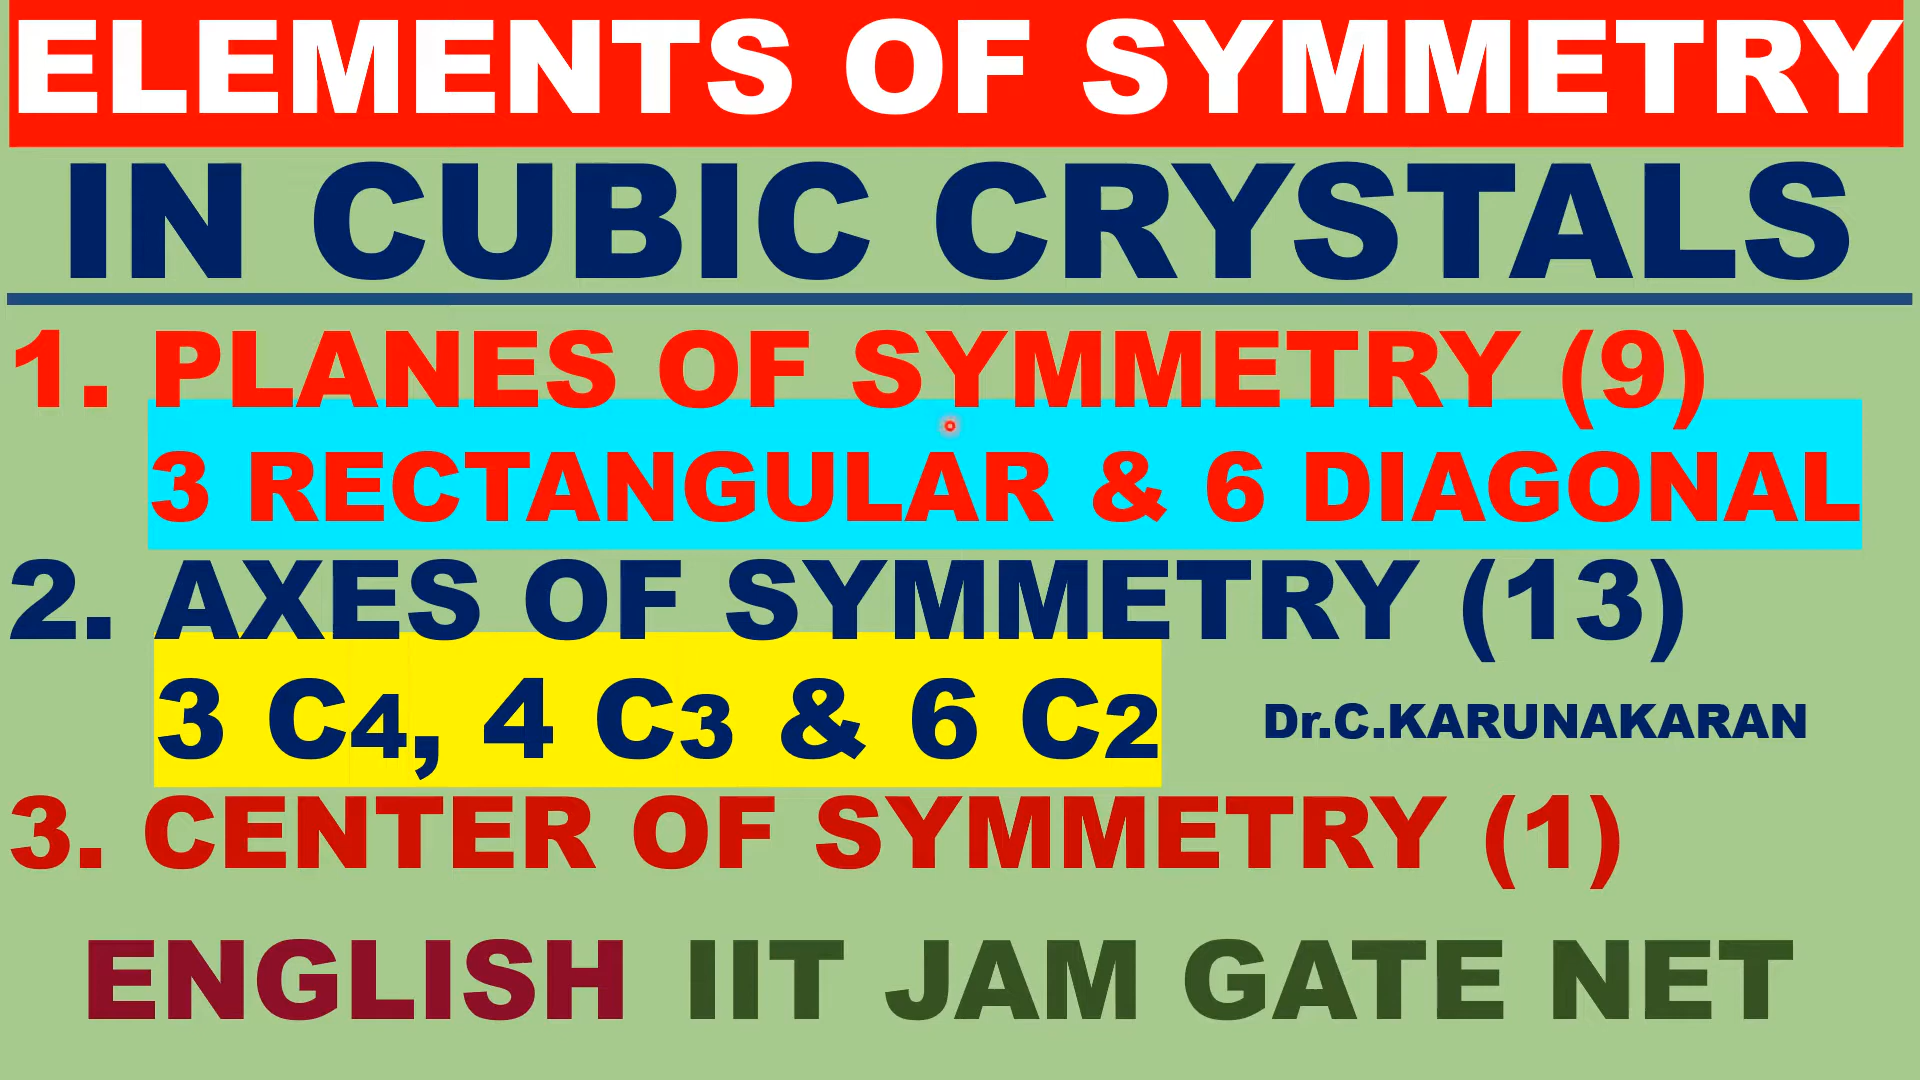 ELEMENTS OF SYMMETRY
IN CUBIC CRYSTALS
1. PLANES OF SYMMETRY (9)
3 RECTANGULAR & 6 DIAGONAL
2. AXES OF SYMMETRY (13)
3 C4, 4 C3 & 6 C2
Dr.C.KARUNAKARAN
3. CENTER OF SYMMETRY (1)
ENGLISH IIT JAM GATE NET